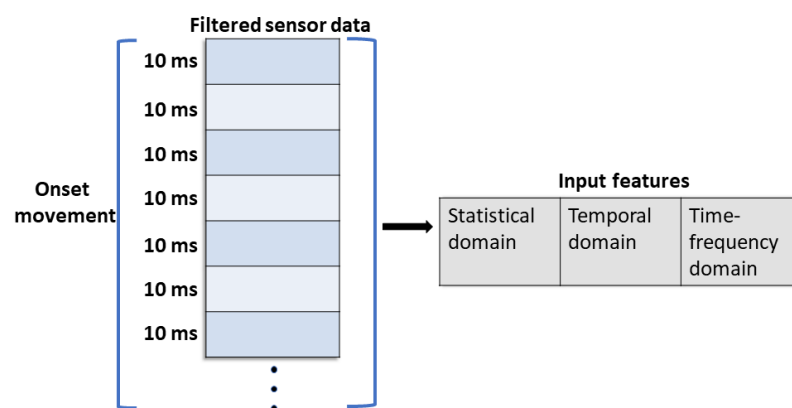 Filtered sensor data
10 ms
10 ms
10 ms
10 ms
10 ms
10 ms
10 ms
Onset
movement
Input features
Statistical
domain
Temporal
domain
Time-
frequency
domain